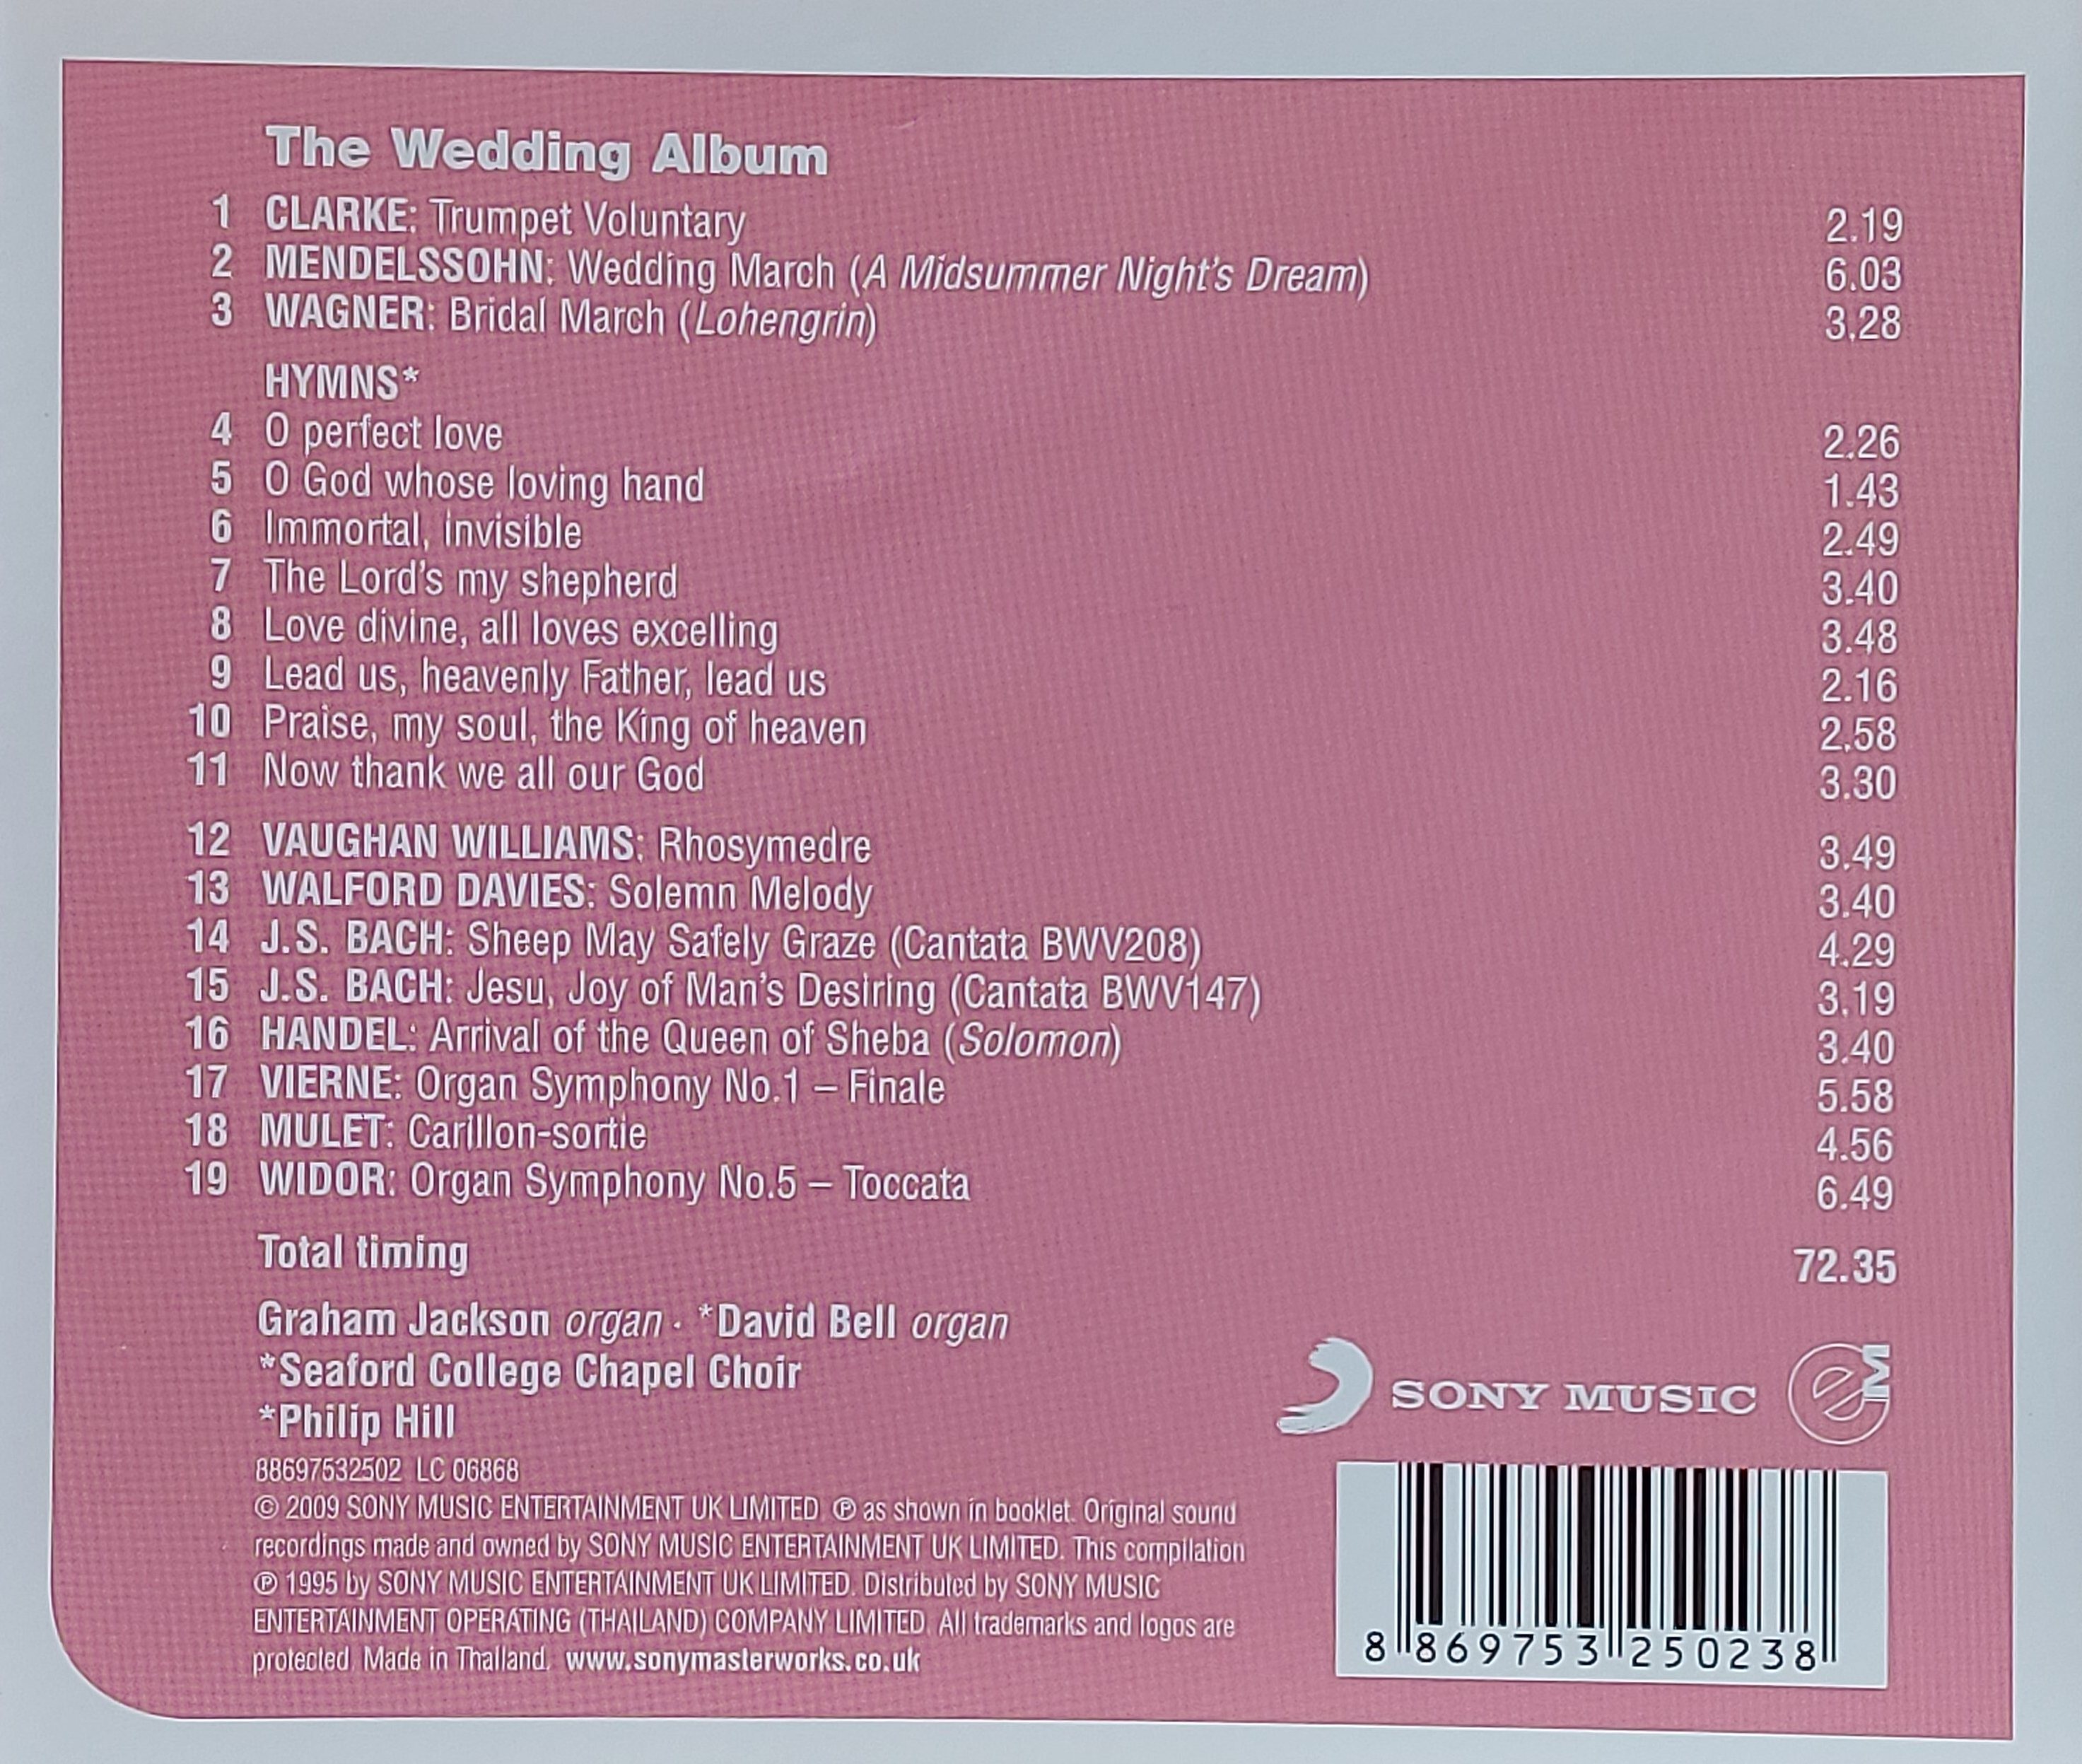 The Wedding Album
1 CLARKE: Trumpet Voluntary 2.19
2 MENDELSSOHN: Wedding March (A Midsummer Night's Dream) 6.03
3 WAGNER: Bridal March (Lohengrin) 3.28
HYMNS*
4 O perfect love 2.26
5 O God whose loving hand 1.43
6 Immortal, invisible 2.49
7 The Lord's my shepherd 3.40
8 Love divine, all loves excelling 3.48
9 Lead us, heavenly Father, lead us 2.16
10 Praise, my soul, the King of heaven 2.58
11 Now thank we all our God 3.30
12 VAUGHAN WILLIAMS: Rhosymedre 3.49
13 WALFORD DAVIES: Solemn Melody 3.40
14 J.S. BACH: Sheep May Safely Graze (Cantata BWV208) 4.29
15 J.S. BACH: Jesu, Joy of Man's Desiring (Cantata BWV147) 3.19
16 HANDEL: Arrival of the Queen of Sheba (Solomon) 3.40
17 VIERNE: Organ Symphony No.1 – Finale 5.58
18 MULET: Carillon-sortie 4.56
19 WIDOR: Organ Symphony No.5 – Toccata 6.49
Total timing 72.35
Graham Jackson organ · *David Bell organ
*Seaford College Chapel Choir
*Philip Hill
88697532502 LC 06868
© 2009 SONY MUSIC ENTERTAINMENT UK LIMITED ℗ as shown in booklet. Original sound
recordings made and owned by SONY MUSIC ENTERTAINMENT UK LIMITED. This compilation
℗ 1995 by SONY MUSIC ENTERTAINMENT UK LIMITED. Distributed by SONY MUSIC
ENTERTAINMENT OPERATING (THAILAND) COMPANY LIMITED. All trademarks and logos are
protected. Made in Thailand. www.sonymasterworks.co.uk
SONY MUSIC
eM
8 869753 250238